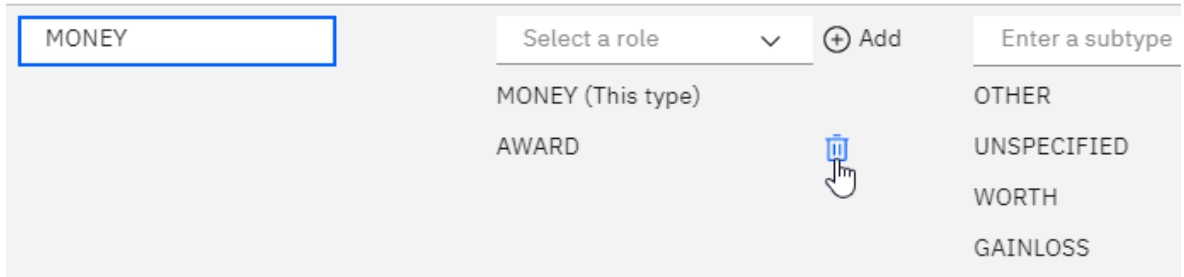 MONEY Select a role Add Enter a subtype
MONEY (This type) OTHER
AWARD UNSPECIFIED
WORTH
GAINLOSS